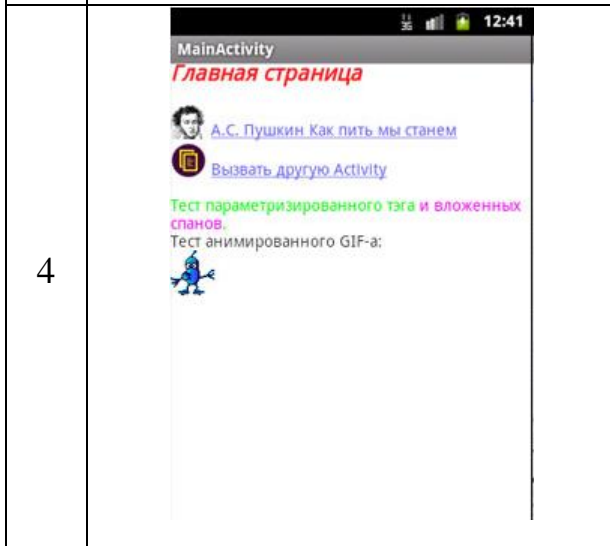 12:41
MainActivity
Главная страница
А.С. Пушкин Как пить мы станем
Вызвать другую Activity
Тест параметризированного тэга и вложенных
спанов.
Тест анимированного GIF-а:
4